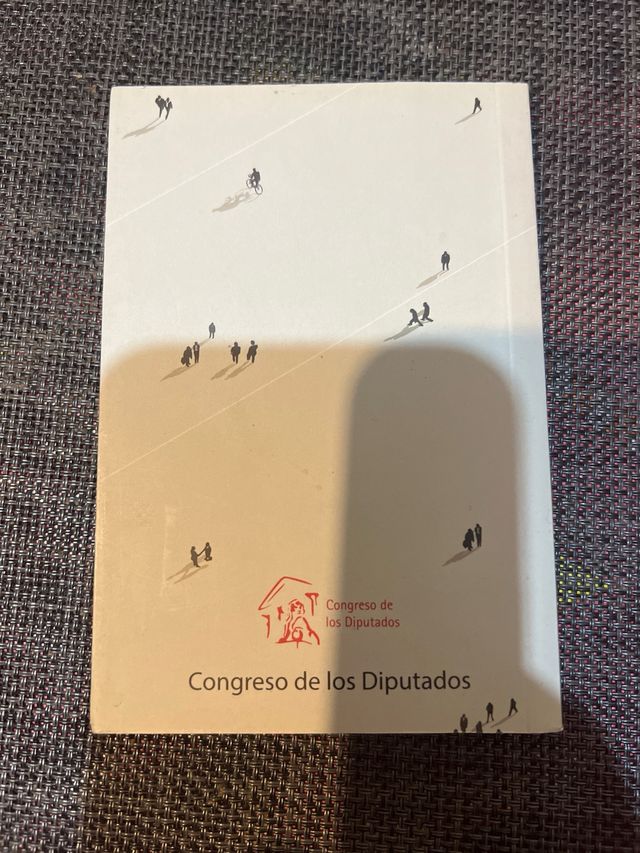 Congreso de
los Diputados
Congreso de los Diputados